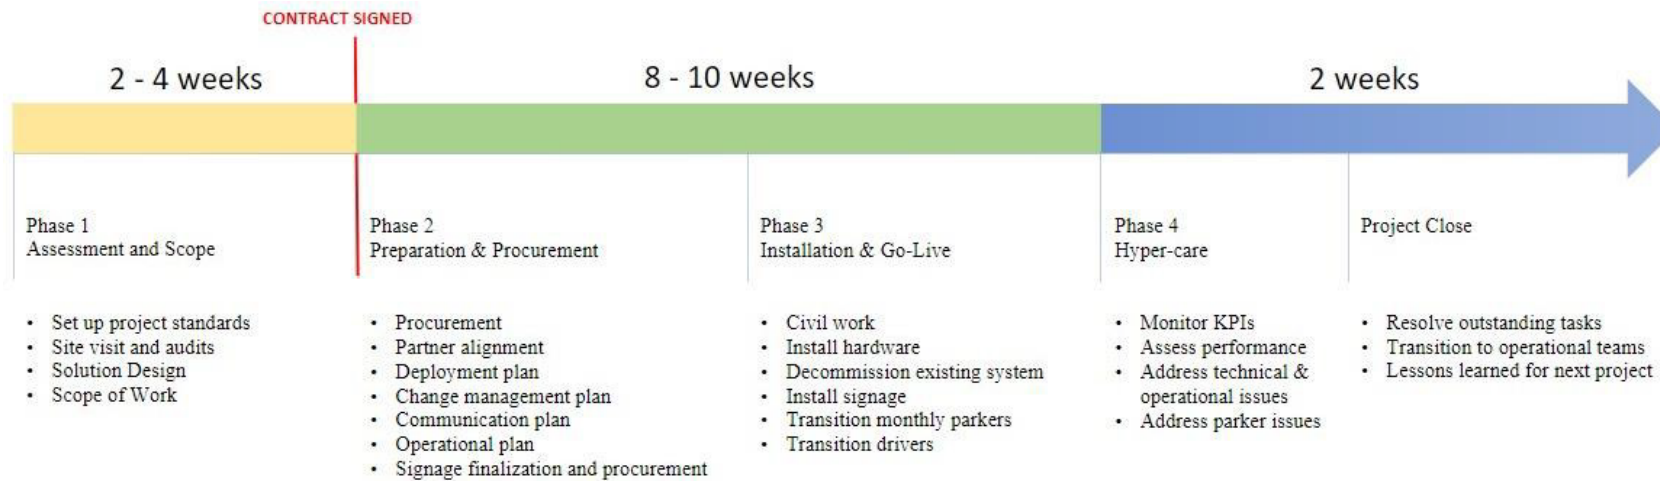 CONTRACT SIGNED
2 - 4 weeks
8 - 10 weeks
2 weeks
Phase 1
Assessment and Scope
• Set up project standards
• Site visit and audits
• Solution Design
• Scope of Work
Phase 2
Preparation & Procurement
• Procurement
• Partner alignment
• Deployment plan
• Change management plan
• Communication plan
• Operational plan
• Signage finalization and procurement
Phase 3
Installation & Go-Live
• Civil work
• Install hardware
• Decommission existing system
• Install signage
• Transition monthly parkers
• Transition drivers
Phase 4
Hyper-care
• Monitor KPIs
• Assess performance
• Address technical &
operational issues
• Address parker issues
Project Close
• Resolve outstanding tasks
• Transition to operational teams
• Lessons learned for next project